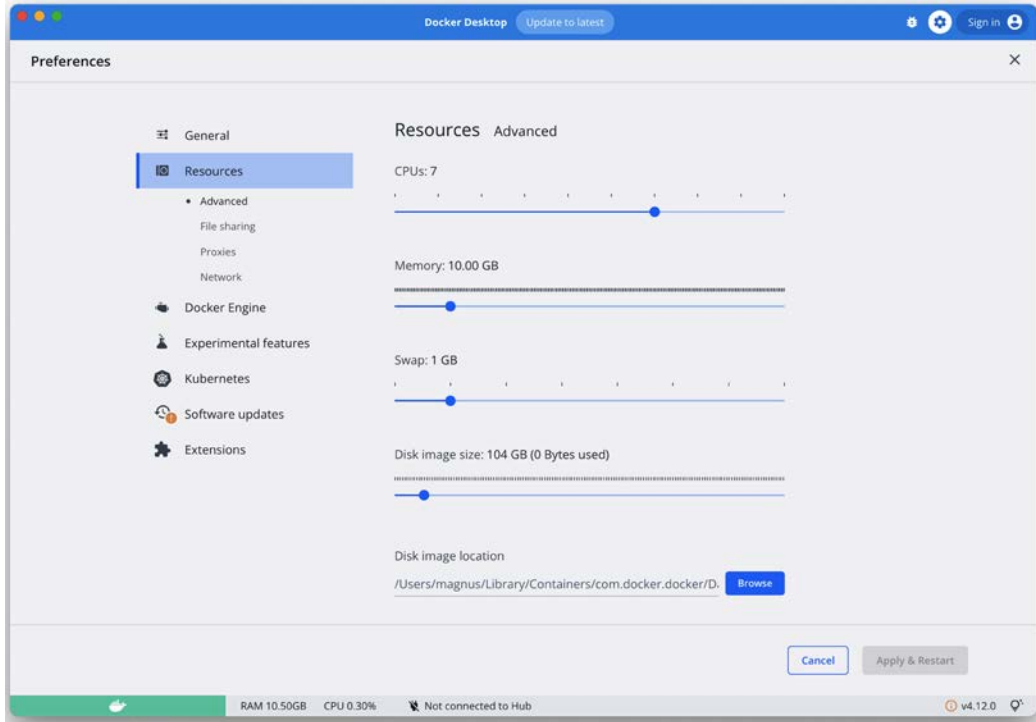 Docker Desktop Update to latest Sign in
Preferences
General
Resources
Advanced
File sharing
Proxies
Network
Docker Engine
Experimental features
Kubernetes
Software updates
Extensions
Resources Advanced
CPUs: 7
Memory: 10.00 GB
Swap: 1 GB
Disk image size: 104 GB (0 Bytes used)
Disk image location
/Users/magnus/Library/Containers/com.docker.docker/D
Browse
Cancel Apply & Restart
RAM 10.50GB CPU 0.30% Not connected to Hub v4.12.0